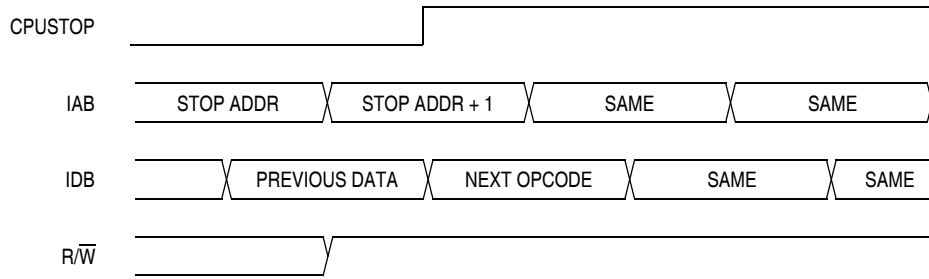 CPUSTOP
IAB STOP ADDR STOP ADDR + 1 SAME SAME
IDB PREVIOUS DATA NEXT OPCODE SAME SAME
R/W̅